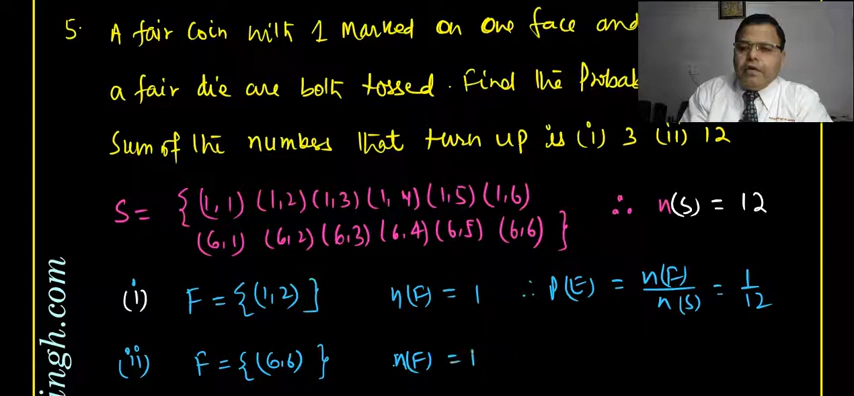 5. A fair coin with 1 marked on one face and
a fair die are both tossed. Find the Probab
Sum of the numbers that turn up is (i) 3 (ii) 12
S = { (1,1) (1,2) (1,3) (1,4) (1,5) (1,6) ∴ n(S) = 12
(6,1) (6,2) (6,3) (6,4) (6,5) (6,6) }
(i) F = {(1,2)} n(F) = 1 ∴ P(E) = n(F)/n(S) = 1/12
(ii) F = {(6,6)} n(F) = 1
ingh.com